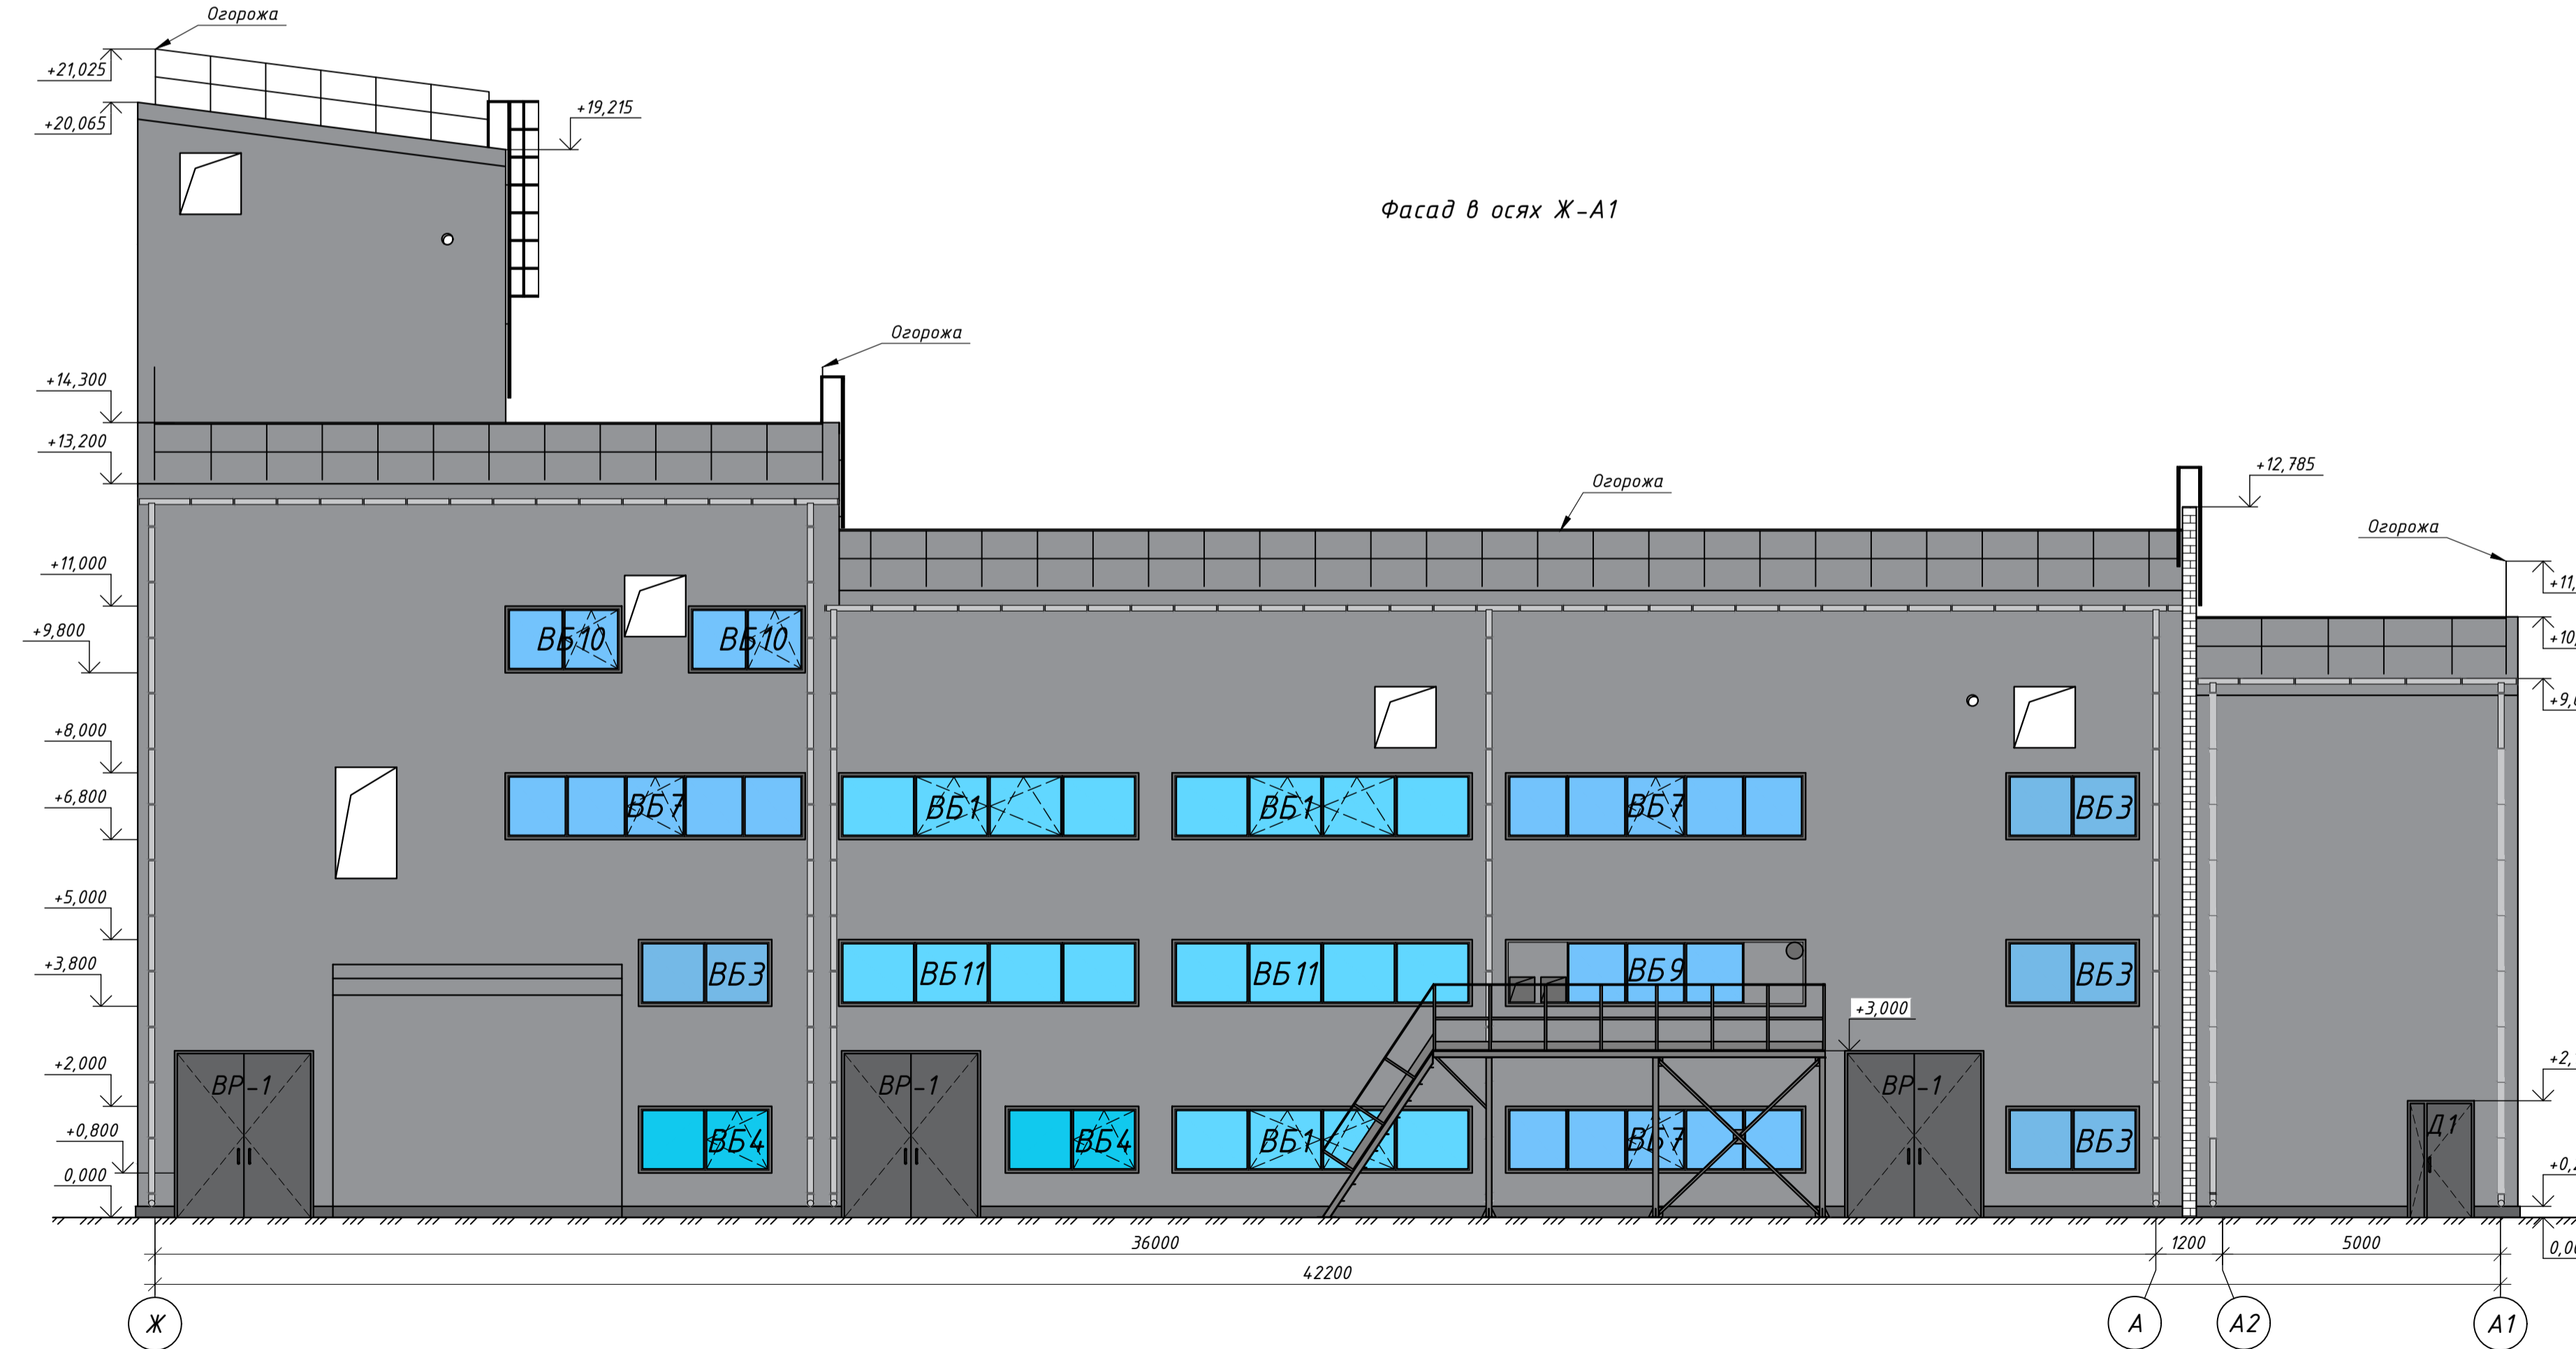 Огорожа
+21,025
+20,065
+19,215
Фасад в осях Ж-А1
Огорожа
+14,300
+13,200
+12,785
Огорожа
Огорожа
+11,000
+11,
+10,
+9,800
ВБ10
ВБ10
+8,000
+6,800
ВБ7
ВБ1
ВБ1
ВБ7
ВБ3
+5,000
+3,800
ВБ3
ВБ11
ВБ11
ВБ9
ВБ3
+3,000
+2,000
+2,
ВР-1
ВР-1
ВР-1
+0,800
ВБ4
ВБ4
ВБ1
ВБ7
ВБ3
Д1
0,000
36000
1200
5000
42200
Ж
А
А2
А1